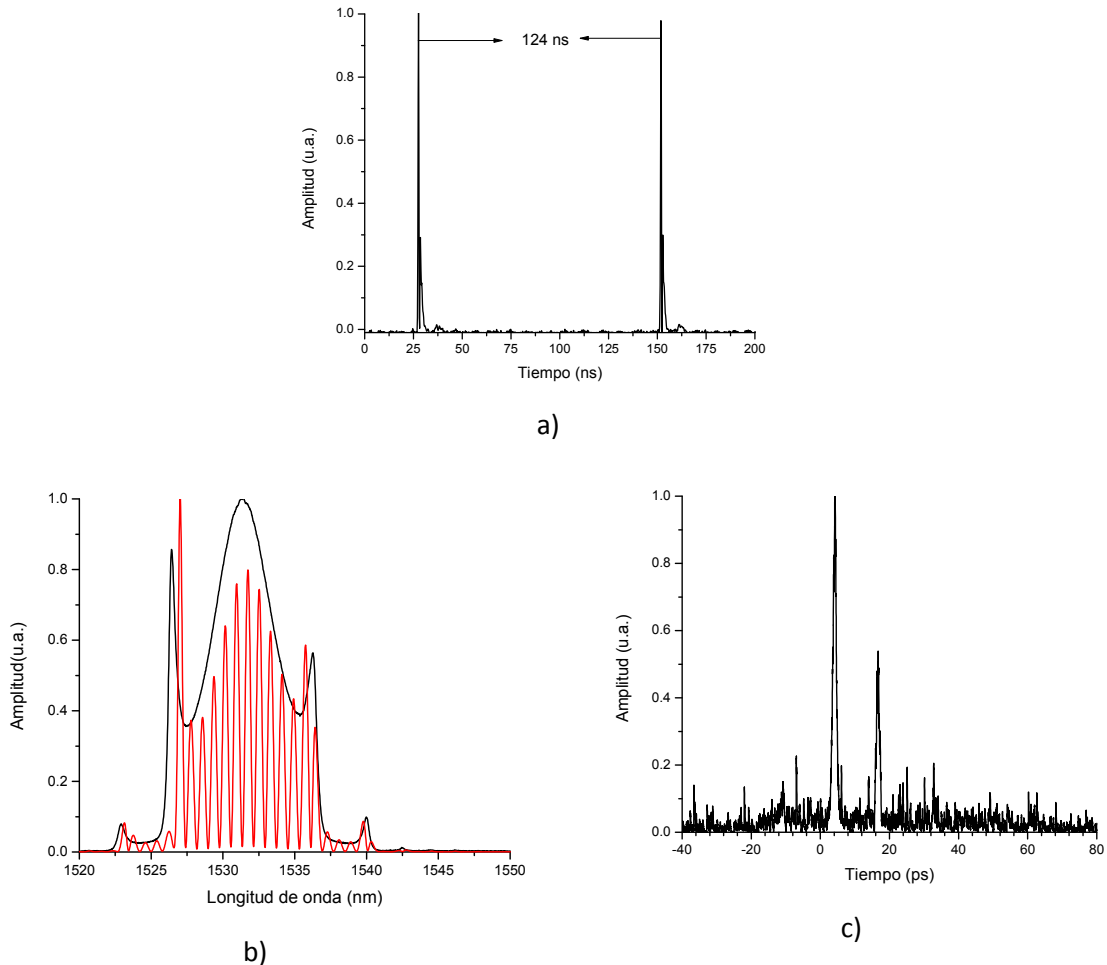 1.0
0.8
0.6
0.4
0.2
0.0
Amplitud (u.a.)
124 ns
0 25 50 75 100 125 150 175 200
Tiempo (ns)
a)
1.0
0.8
0.6
0.4
0.2
0.0
Amplitud(u.a.)
1520 1525 1530 1535 1540 1545 1550
Longitud de onda (nm)
b)
1.0
0.8
0.6
0.4
0.2
0.0
Amplitud (u.a.)
-40 -20 0 20 40 60 80
Tiempo (ps)
c)